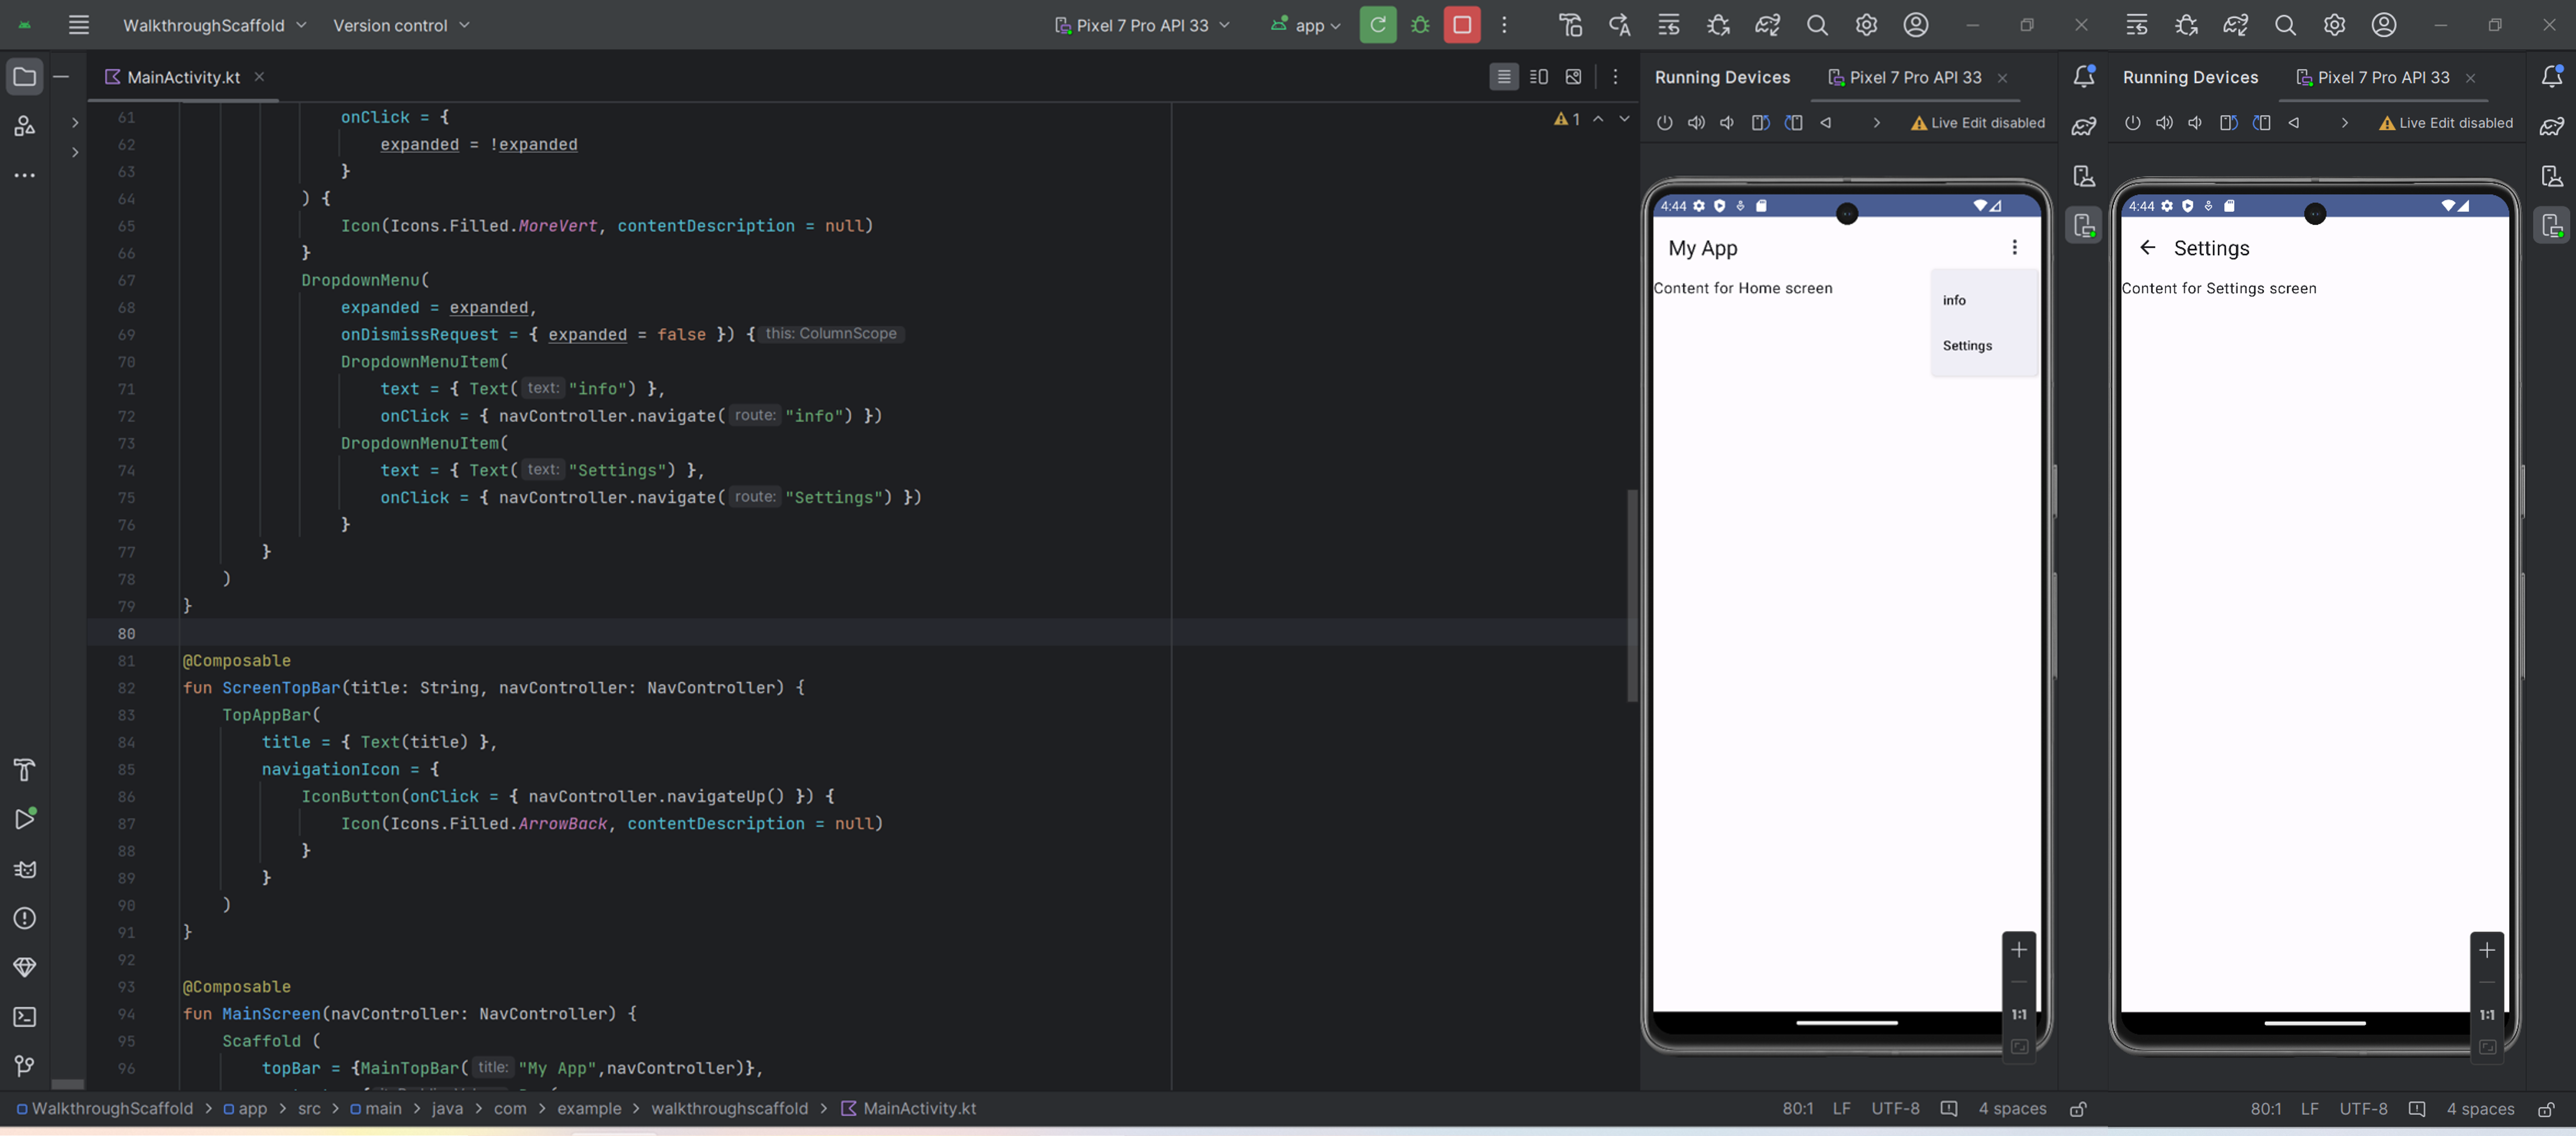 WalkthroughScaffold Version control Pixel 7 Pro API 33 app
MainActivity.kt
1
61 onClick = {
62 expanded = !expanded
63 }
64 ) {
65 Icon(Icons.Filled.MoreVert, contentDescription = null)
66 }
67 DropdownMenu(
68 expanded = expanded,
69 onDismissRequest = { expanded = false }) { this: ColumnScope
70 DropdownMenuItem(
71 text = { Text( text: "info") },
72 onClick = { navController.navigate( route: "info") })
73 DropdownMenuItem(
74 text = { Text( text: "Settings") },
75 onClick = { navController.navigate( route: "Settings") })
76 }
77 }
78 )
79 }
80
81 @Composable
82 fun ScreenTopBar(title: String, navController: NavController) {
83 TopAppBar(
84 title = { Text(title) },
85 navigationIcon = {
86 IconButton(onClick = { navController.navigateUp() }) {
87 Icon(Icons.Filled.ArrowBack, contentDescription = null)
88 }
89 }
90 )
91 }
92
93 @Composable
94 fun MainScreen(navController: NavController) {
95 Scaffold (
96 topBar = {MainTopBar( title: "My App",navController)},
Running Devices Pixel 7 Pro API 33
Live Edit disabled
4:44
My App
Content for Home screen
info
Settings
1:1
Running Devices Pixel 7 Pro API 33
Live Edit disabled
4:44
Settings
Content for Settings screen
1:1
WalkthroughScaffold > app > src > main > java > com > example > walkthroughscaffold > MainActivity.kt
80:1 LF UTF-8 4 spaces
80:1 LF UTF-8 4 spaces